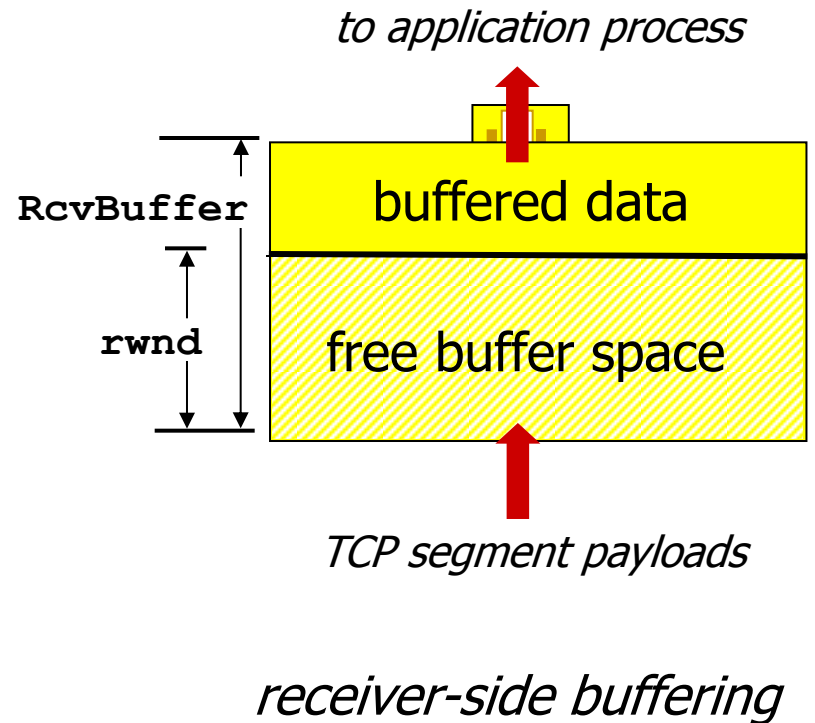 to application process
RcvBuffer
buffered data
rwnd
free buffer space
TCP segment payloads
receiver-side buffering